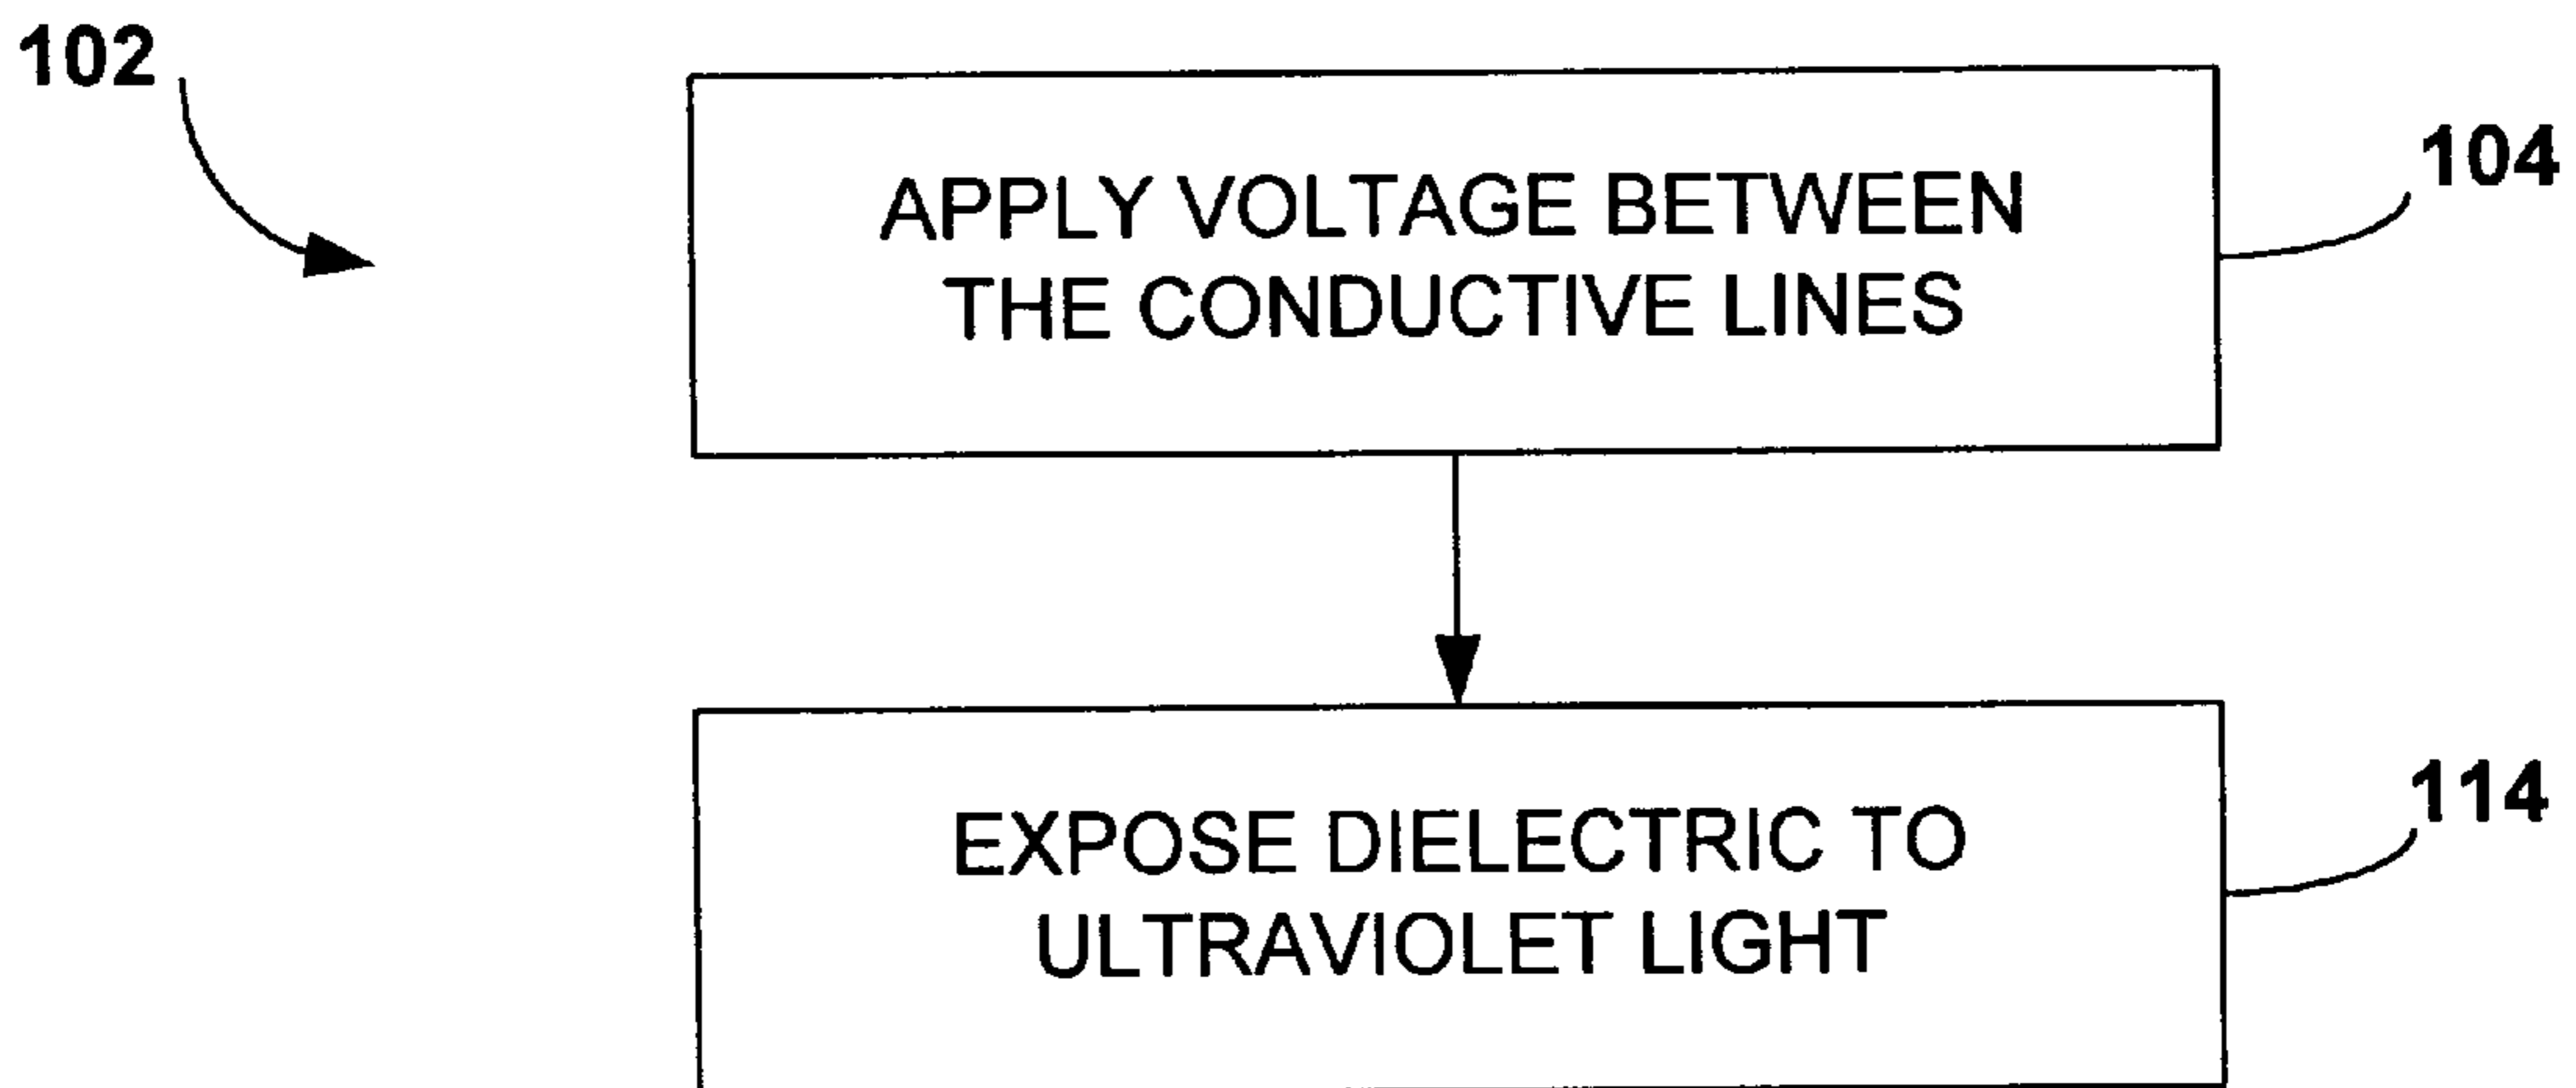 102
104
APPLY VOLTAGE BETWEEN
THE CONDUCTIVE LINES
114
EXPOSE DIELECTRIC TO
ULTRAVIOLET LIGHT